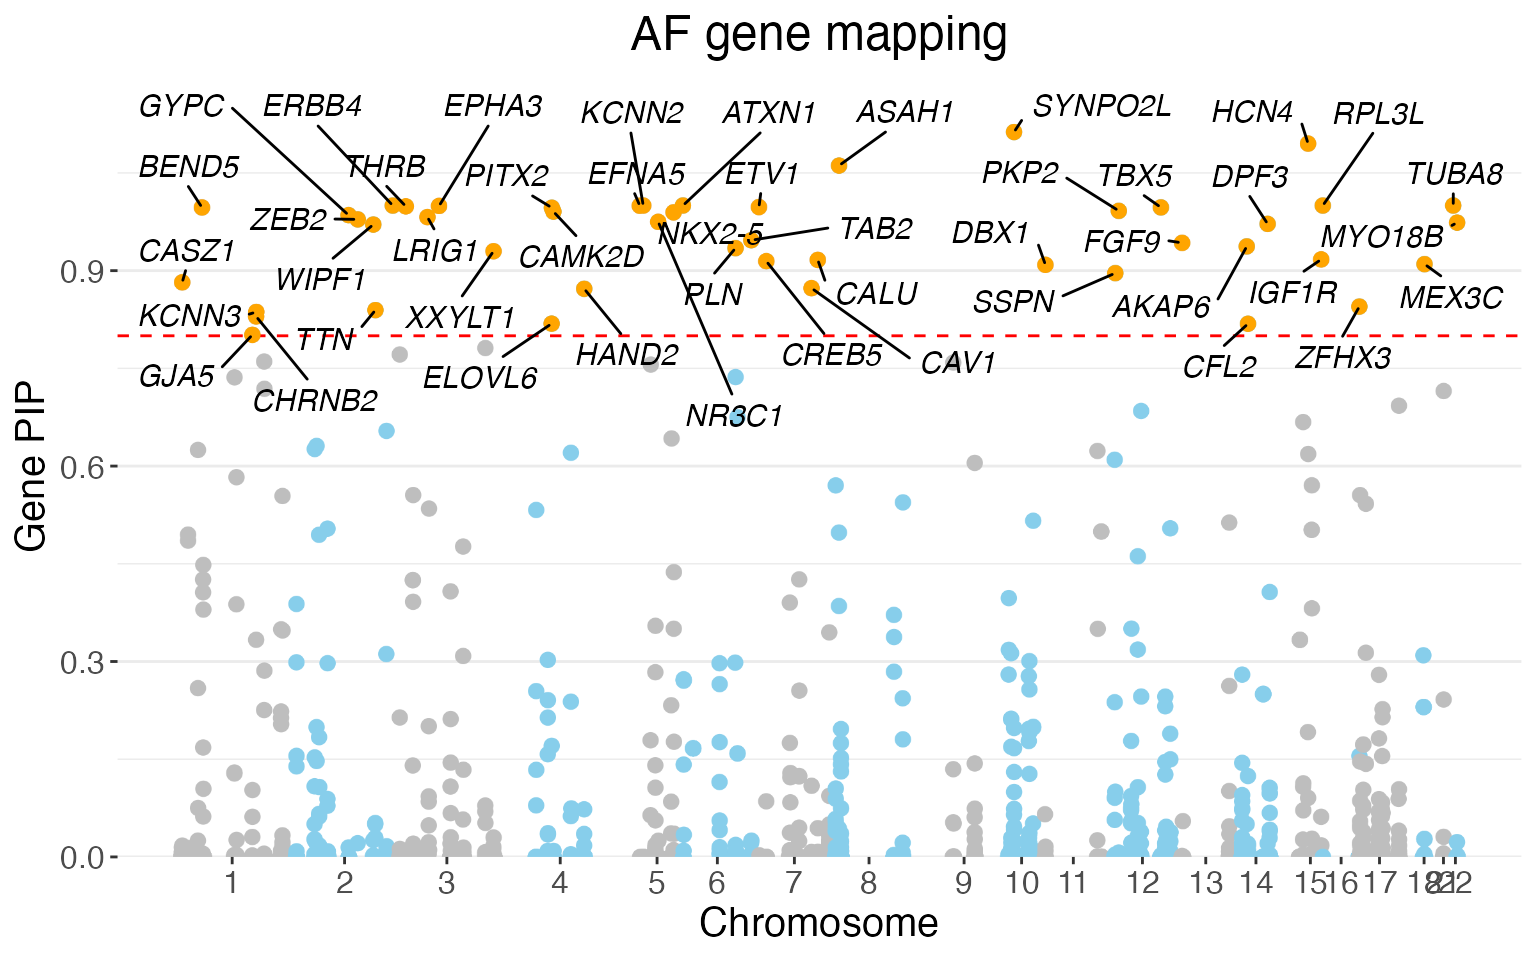 AF gene mapping
GYPC ERBB4 EPHA3 KCNN2 ATXN1 ASAH1 SYNPO2L HCN4 RPL3L
BEND5 THRB PITX2 EFNA5 ETV1 PKP2 TBX5 DPF3 TUBA8
ZEB2 NKX2-5 TAB2 DBX1 FGF9 MYO18B
CASZ1 WIPF1 LRIG1 CAMK2D PLN CALU SSPN AKAP6 IGF1R MEX3C
KCNN3 TTN XXYLT1 HAND2 CREB5 CAV1 CFL2 ZFHX3
GJA5 CHRNB2 ELOVL6 NR3C1
Gene PIP
0.9
0.6
0.3
0.0
1 2 3 4 5 6 7 8 9 10 11 12 13 14 15 16 17 18 21 22
Chromosome